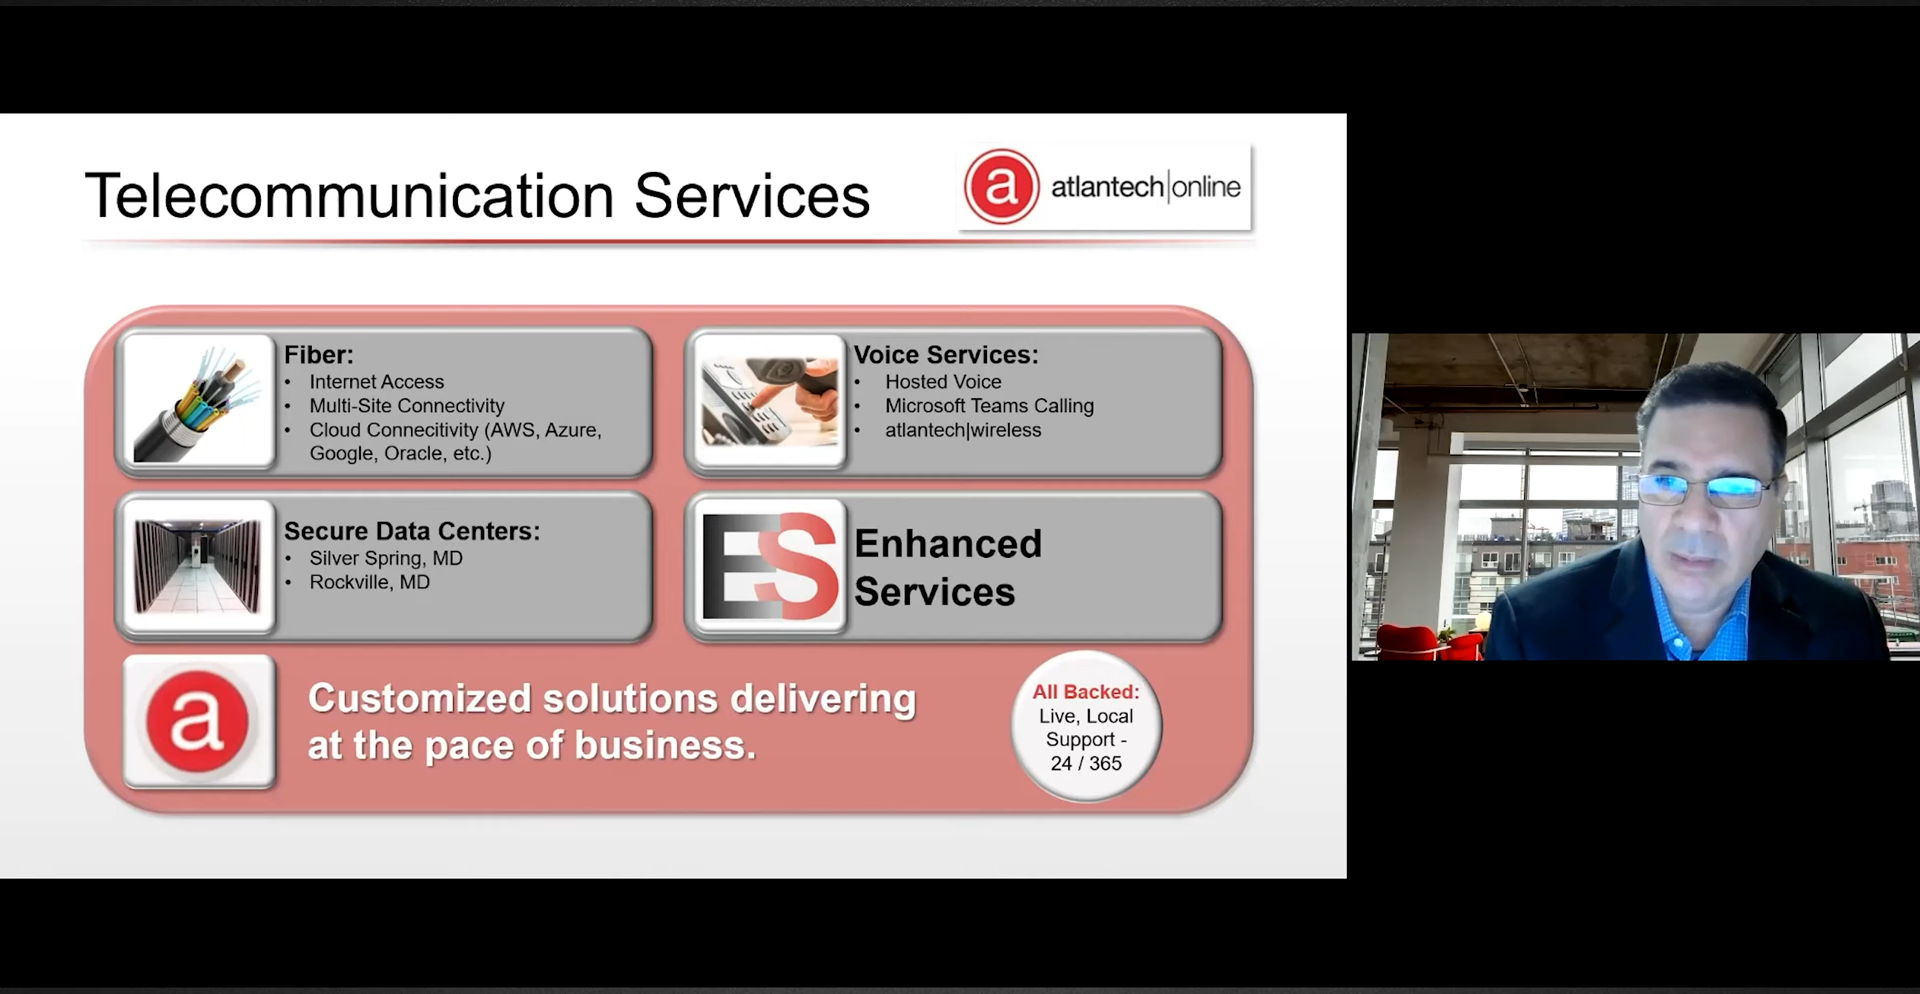 Telecommunication Services
a atlantech|online
Fiber:
• Internet Access
• Multi-Site Connectivity
• Cloud Connecitivity (AWS, Azure,
Google, Oracle, etc.)
Voice Services:
• Hosted Voice
• Microsoft Teams Calling
• atlantech|wireless
Secure Data Centers:
• Silver Spring, MD
• Rockville, MD
ES
Enhanced
Services
a
Customized solutions delivering
at the pace of business.
All Backed:
Live, Local
Support -
24 / 365